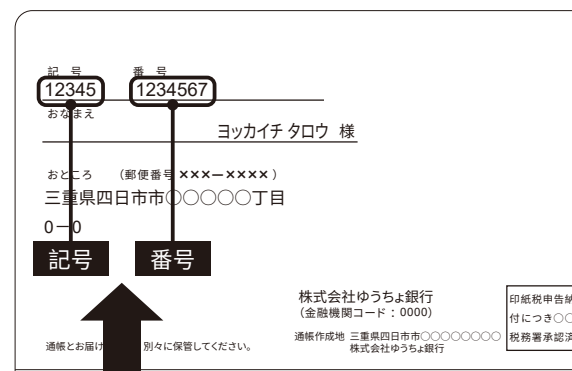 記 号 番 号
12345 1234567
おなまえ
ヨッカイチ タロウ 様
おところ （郵便番号 ×××ー××××）
三重県四日市市○○○○○丁目
0ー0
記号 番号
株式会社ゆうちょ銀行
（金融機関コード：0000）
印紙税申告納
付につき○○
税務署承認済
通帳作成地 三重県四日市市○○○○○○○○
株式会社ゆうちょ銀行
通帳とお届け 別々に保管してください。